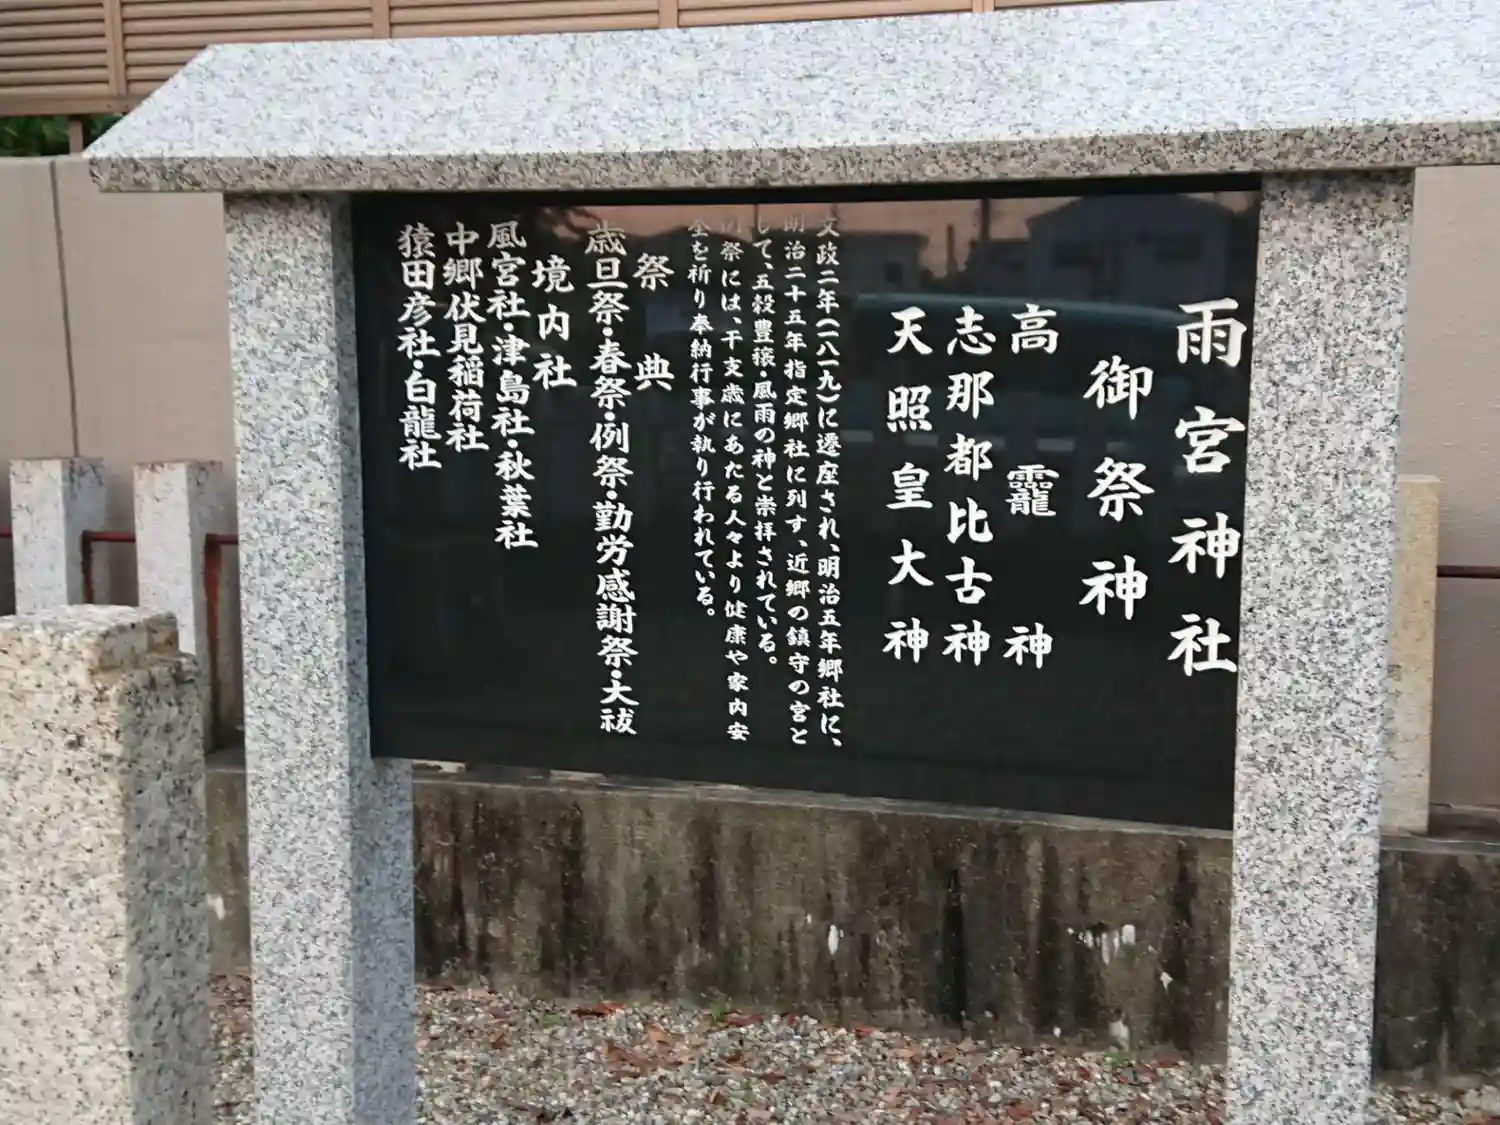 雨宮神社
御祭神
高龗神
志那都比古神
天照皇大神
文政二年(一八一九)に遷座され、明治五年郷社に、
明治二十五年指定郷社に列す、近郷の鎮守の宮と
して、五穀豊穣・風雨の神と崇拝されている。
例祭には、干支歳にあたる人々より健康や家内安
全を祈り奉納行事が執り行われている。
祭典
歳旦祭・春祭・例祭・勤労感謝祭・大祓
境内社
風宮社・津島社・秋葉社
中郷伏見稲荷社
猿田彦社・白龍社